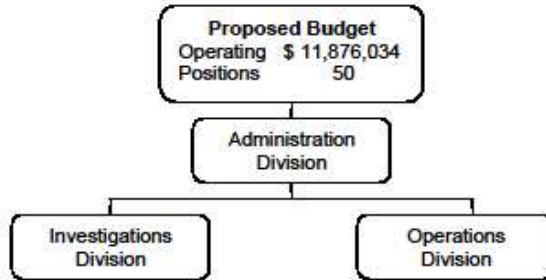 Proposed Budget
Operating $ 11,876,034
Positions 50
Administration
Division
Investigations
Division
Operations
Division